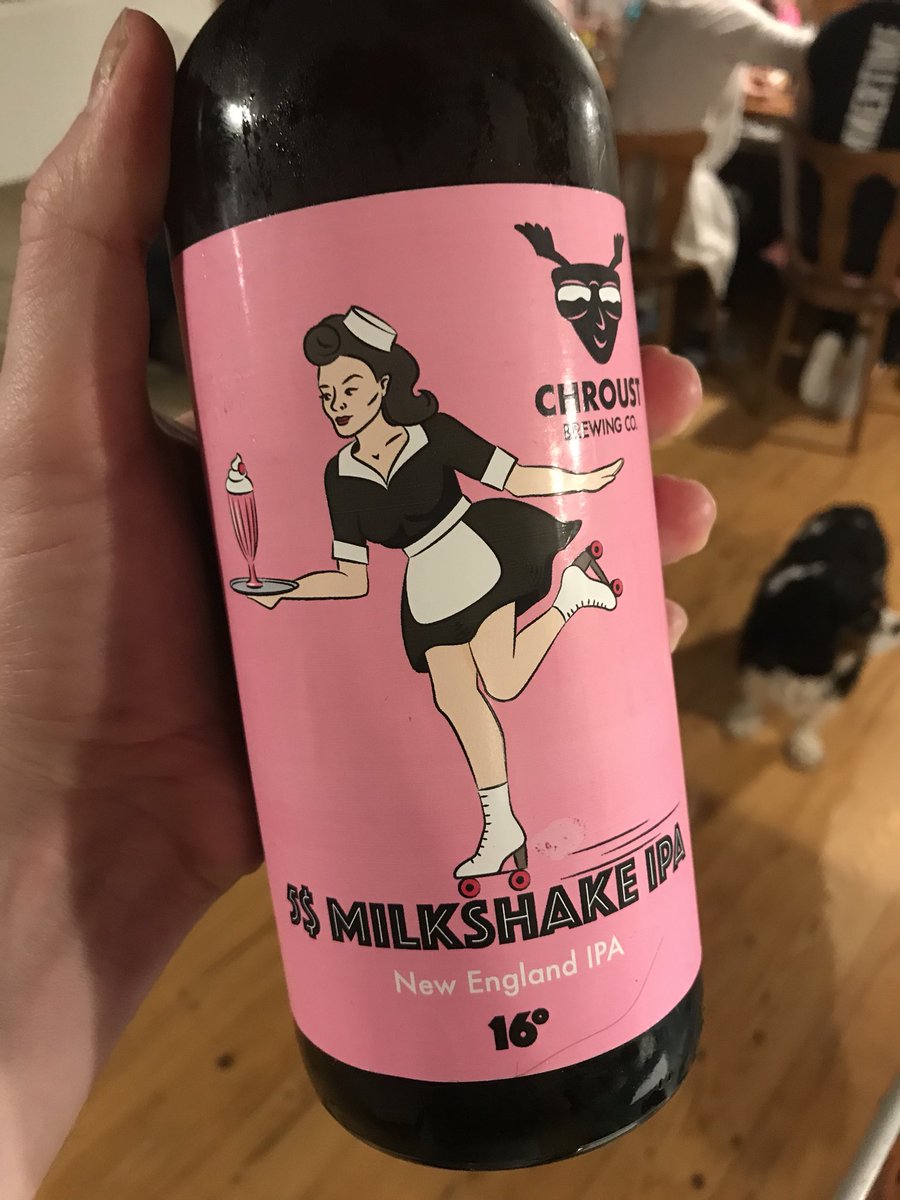 CHROUST
BREWING CO.
5$ MILKSHAKE IPA
New England IPA
16°